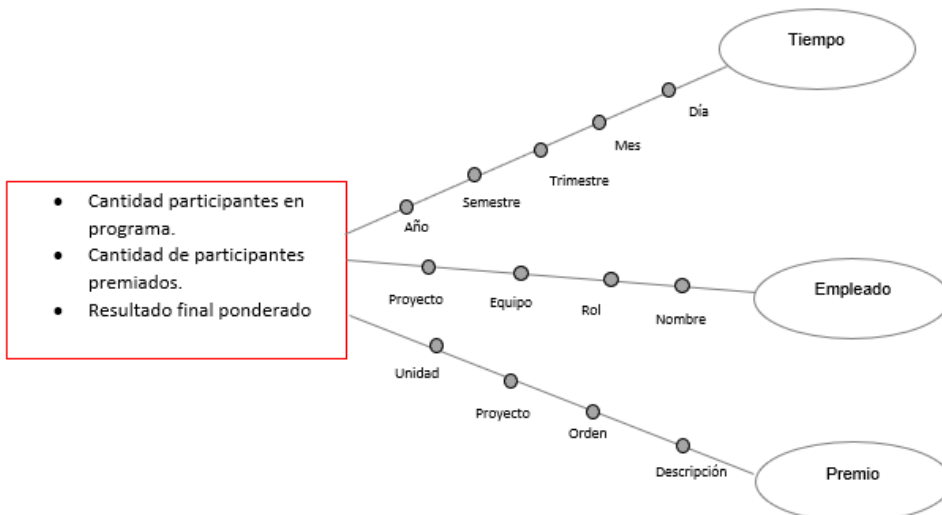 Tiempo
Día
Mes
Trimestre
Semestre
Año
• Cantidad participantes en
programa.
• Cantidad de participantes
premiados.
• Resultado final ponderado
Proyecto
Equipo
Rol
Nombre
Empleado
Unidad
Proyecto
Orden
Descripción
Premio